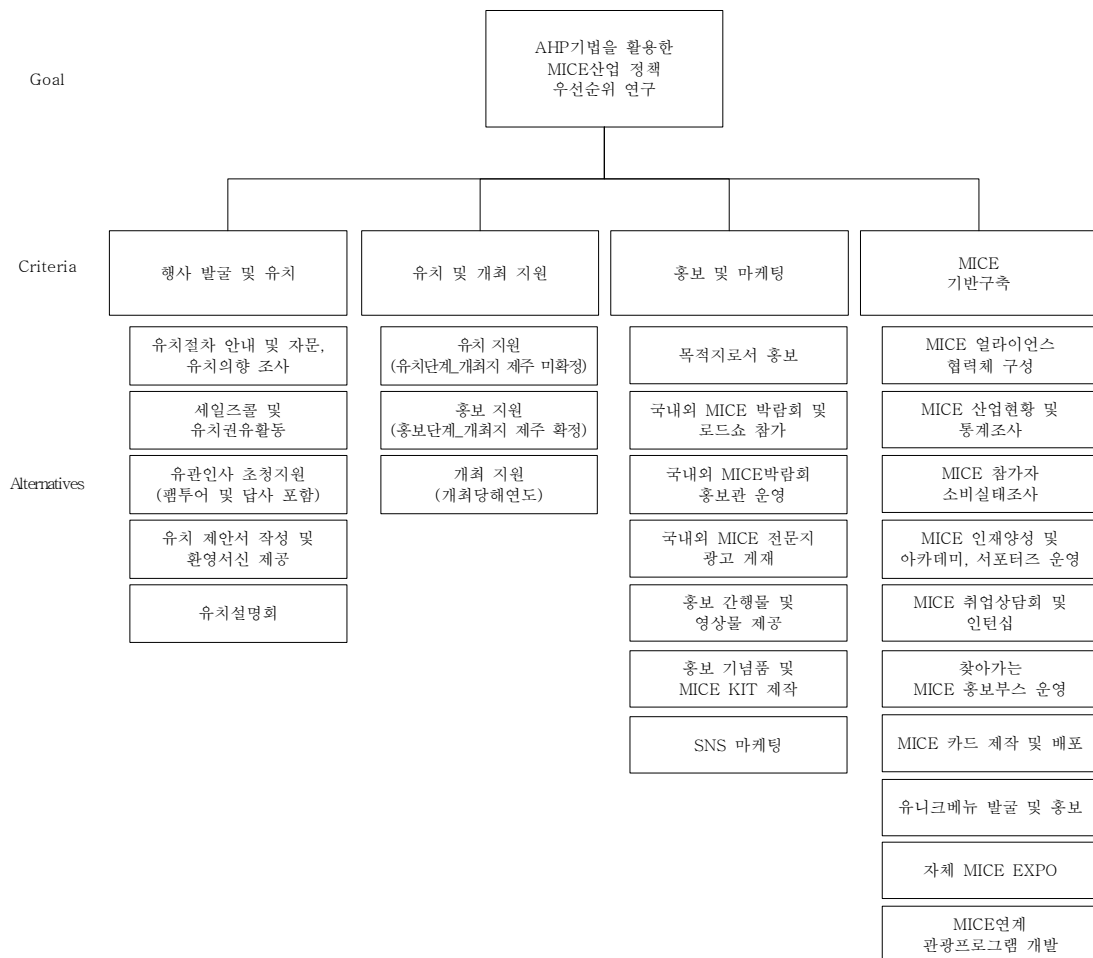 Goal
AHP기법을 활용한
MICE산업 정책
우선순위 연구
Criteria
행사 발굴 및 유치
유치 및 개최 지원
홍보 및 마케팅
MICE
기반구축
Alternatives
유치절차 안내 및 자문,
유치의향 조사
세일즈콜 및
유치권유활동
유관인사 초청지원
(팸투어 및 답사 포함)
유치 제안서 작성 및
환영서신 제공
유치설명회
유치 지원
(유치단계_개최지 제주 미확정)
홍보 지원
(홍보단계_개최지 제주 확정)
개최 지원
(개최당해연도)
목적지로서 홍보
국내외 MICE 박람회 및
로드쇼 참가
국내외 MICE박람회
홍보관 운영
국내외 MICE 전문지
광고 게재
홍보 간행물 및
영상물 제공
홍보 기념품 및
MICE KIT 제작
SNS 마케팅
MICE 얼라이언스
협력체 구성
MICE 산업현황 및
통계조사
MICE 참가자
소비실태조사
MICE 인재양성 및
아카데미, 서포터즈 운영
MICE 취업상담회 및
인턴십
찾아가는
MICE 홍보부스 운영
MICE 카드 제작 및 배포
유니크베뉴 발굴 및 홍보
자체 MICE EXPO
MICE연계
관광프로그램 개발